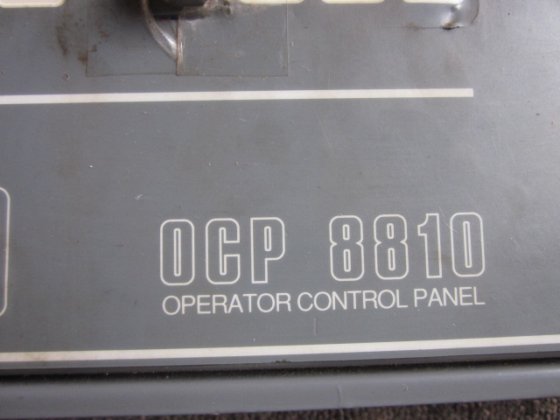 OCP 8810
OPERATOR CONTROL PANEL